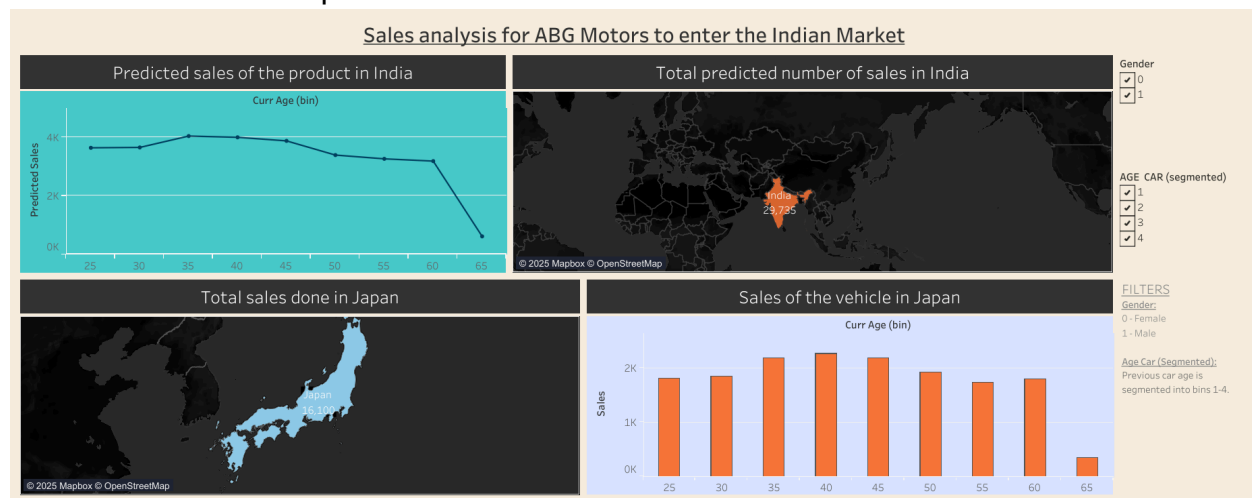 Sales analysis for ABG Motors to enter the Indian Market
Predicted sales of the product in India
Curr Age (bin)
Predicted Sales
4K
2K
0K
25 30 35 40 45 50 55 60 65
Total predicted number of sales in India
India
29,735
© 2025 Mapbox © OpenStreetMap
Gender
0
1
AGE CAR (segmented)
1
2
3
4
FILTERS
Gender:
0 - Female
1 - Male
Age Car (Segmented):
Previous car age is
segmented into bins 1-4.
Total sales done in Japan
Japan
16,100
© 2025 Mapbox © OpenStreetMap
Sales of the vehicle in Japan
Curr Age (bin)
Sales
2K
1K
0K
25 30 35 40 45 50 55 60 65